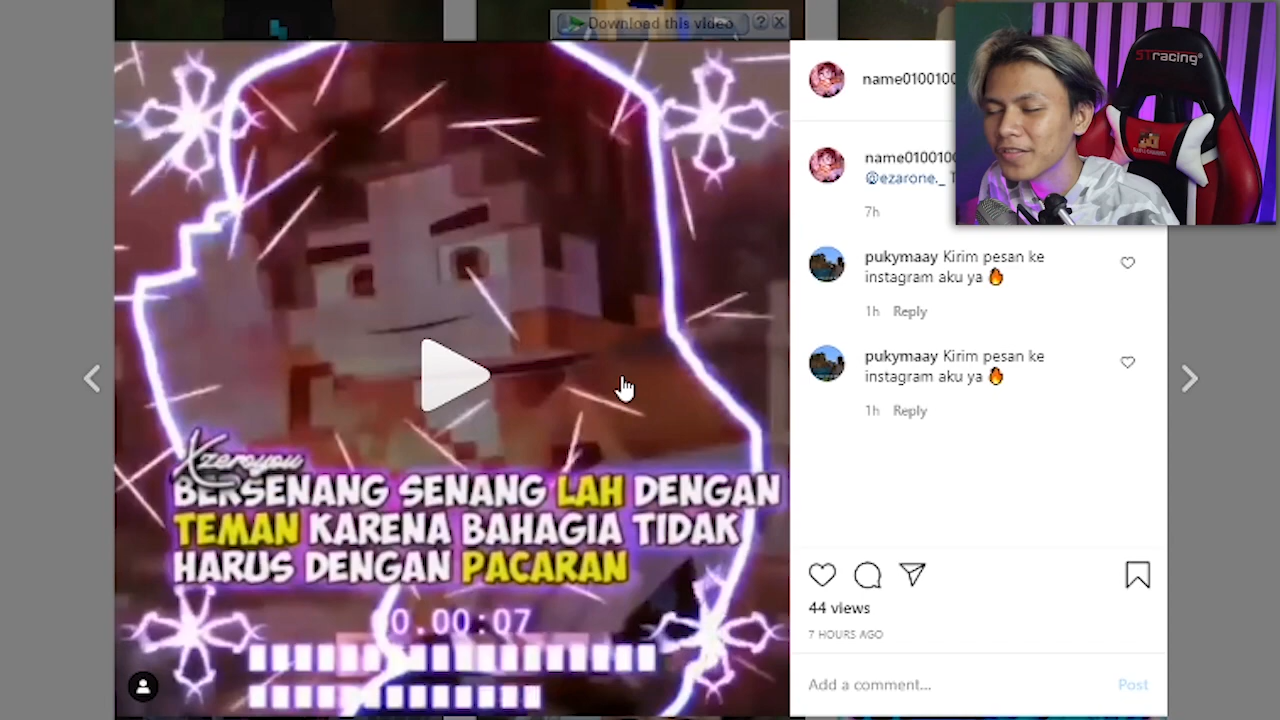 Download this video
STracing
name0100100
name0100100
@ezarone._
7h
pukymaay Kirim pesan ke
instagram aku ya 🔥
1h Reply
pukymaay Kirim pesan ke
instagram aku ya 🔥
1h Reply
Xzeroyou
BERSENANG SENANG LAH DENGAN
TEMAN KARENA BAHAGIA TIDAK
HARUS DENGAN PACARAN
0.00:07
44 views
7 HOURS AGO
Add a comment... Post